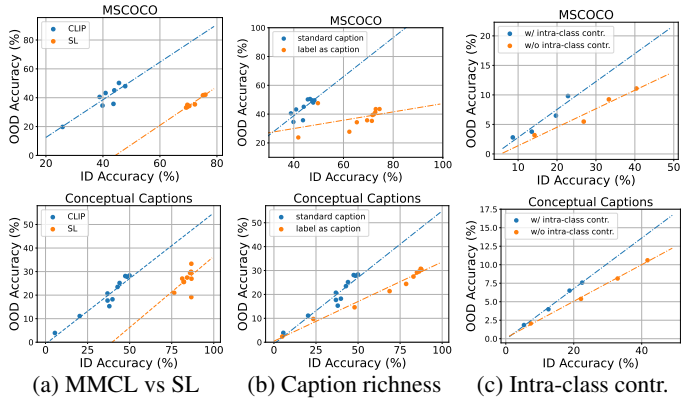 MSCOCO
CLIP
SL
80
60
40
20
0
20
40
60
80
OOD Accuracy (%)
ID Accuracy (%)
MSCOCO
standard caption
label as caption
100
80
60
40
20
40
60
80
100
OOD Accuracy (%)
ID Accuracy (%)
MSCOCO
w/ intra-class contr.
w/o intra-class contr.
20
15
10
5
0
0
10
20
30
40
50
OOD Accuracy (%)
ID Accuracy (%)
Conceptual Captions
CLIP
SL
50
40
30
20
10
0
0
25
50
75
100
OOD Accuracy (%)
ID Accuracy (%)
Conceptual Captions
standard caption
label as caption
50
40
30
20
10
0
0
25
50
75
100
OOD Accuracy (%)
ID Accuracy (%)
Conceptual Captions
w/ intra-class contr.
w/o intra-class contr.
17.5
15.0
12.5
10.0
7.5
5.0
2.5
0.0
0
20
40
OOD Accuracy (%)
ID Accuracy (%)
(a) MMCL vs SL
(b) Caption richness
(c) Intra-class contr.